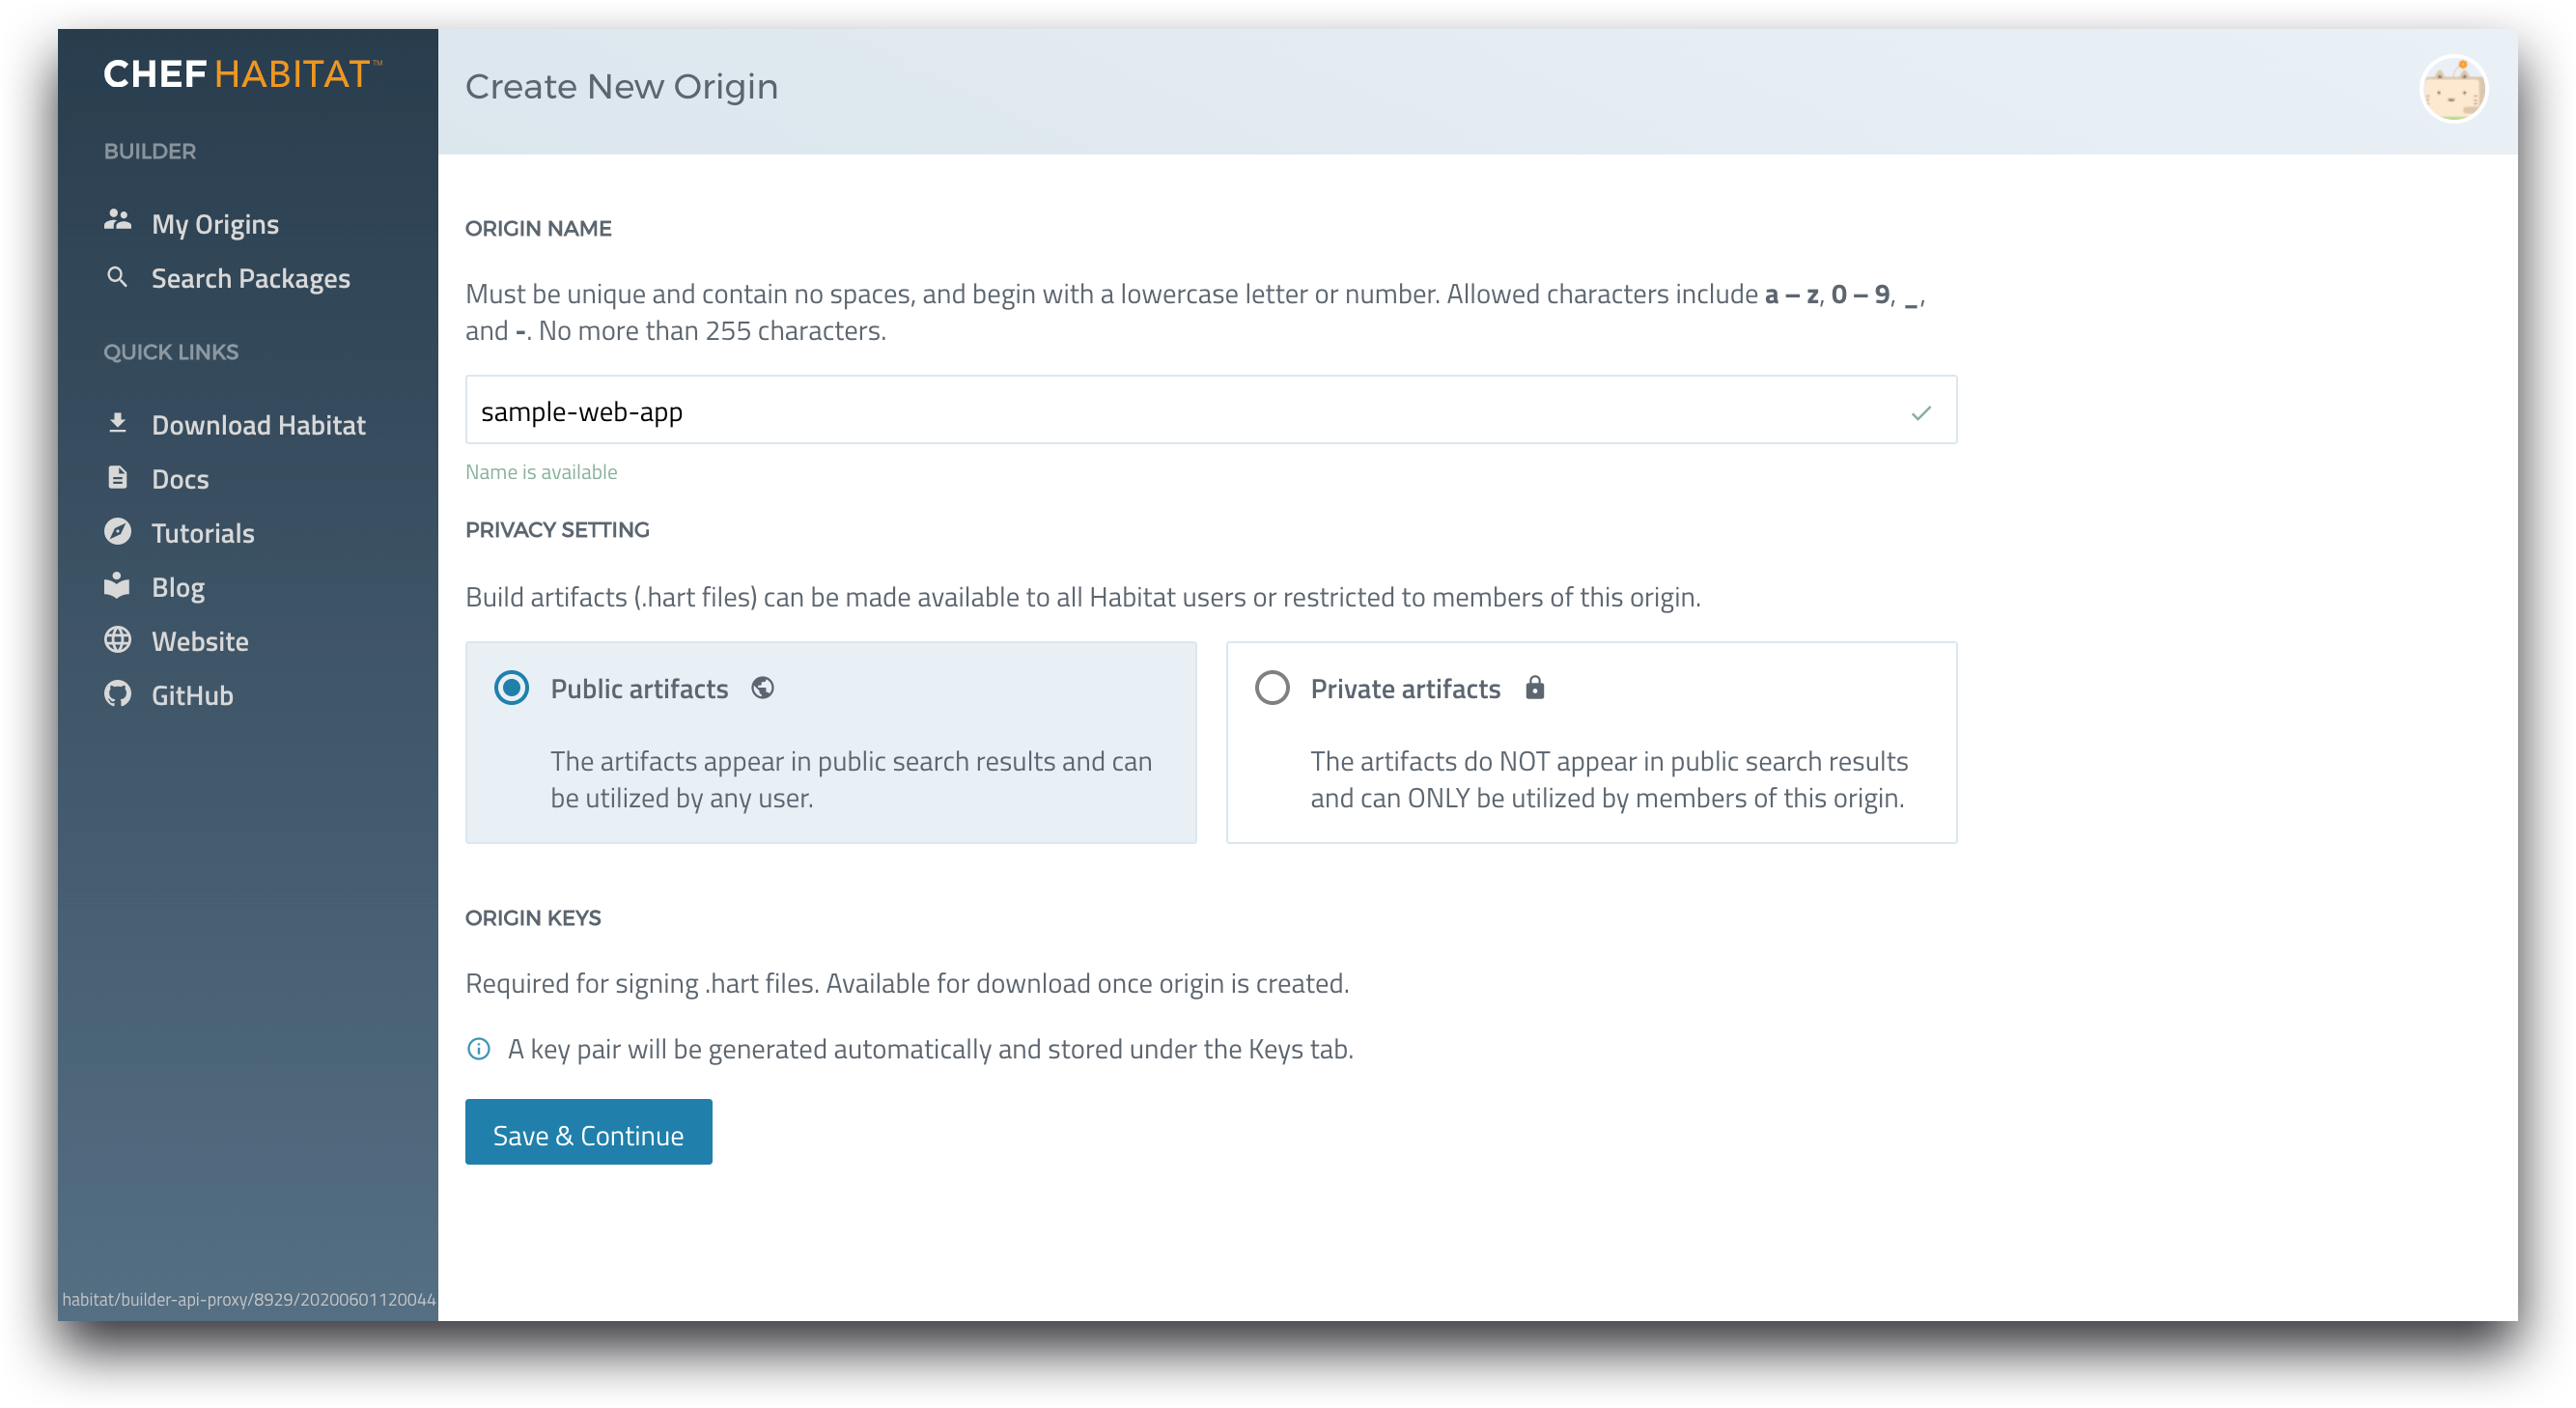 CHEF HABITAT™
BUILDER
My Origins
Search Packages
QUICK LINKS
Download Habitat
Docs
Tutorials
Blog
Website
GitHub
habitat/builder-api-proxy/8929/20200601120044
Create New Origin
ORIGIN NAME
Must be unique and contain no spaces, and begin with a lowercase letter or number. Allowed characters include a – z, 0 – 9, _,
and -. No more than 255 characters.
sample-web-app
Name is available
PRIVACY SETTING
Build artifacts (.hart files) can be made available to all Habitat users or restricted to members of this origin.
Public artifacts
The artifacts appear in public search results and can
be utilized by any user.
Private artifacts
The artifacts do NOT appear in public search results
and can ONLY be utilized by members of this origin.
ORIGIN KEYS
Required for signing .hart files. Available for download once origin is created.
A key pair will be generated automatically and stored under the Keys tab.
Save & Continue